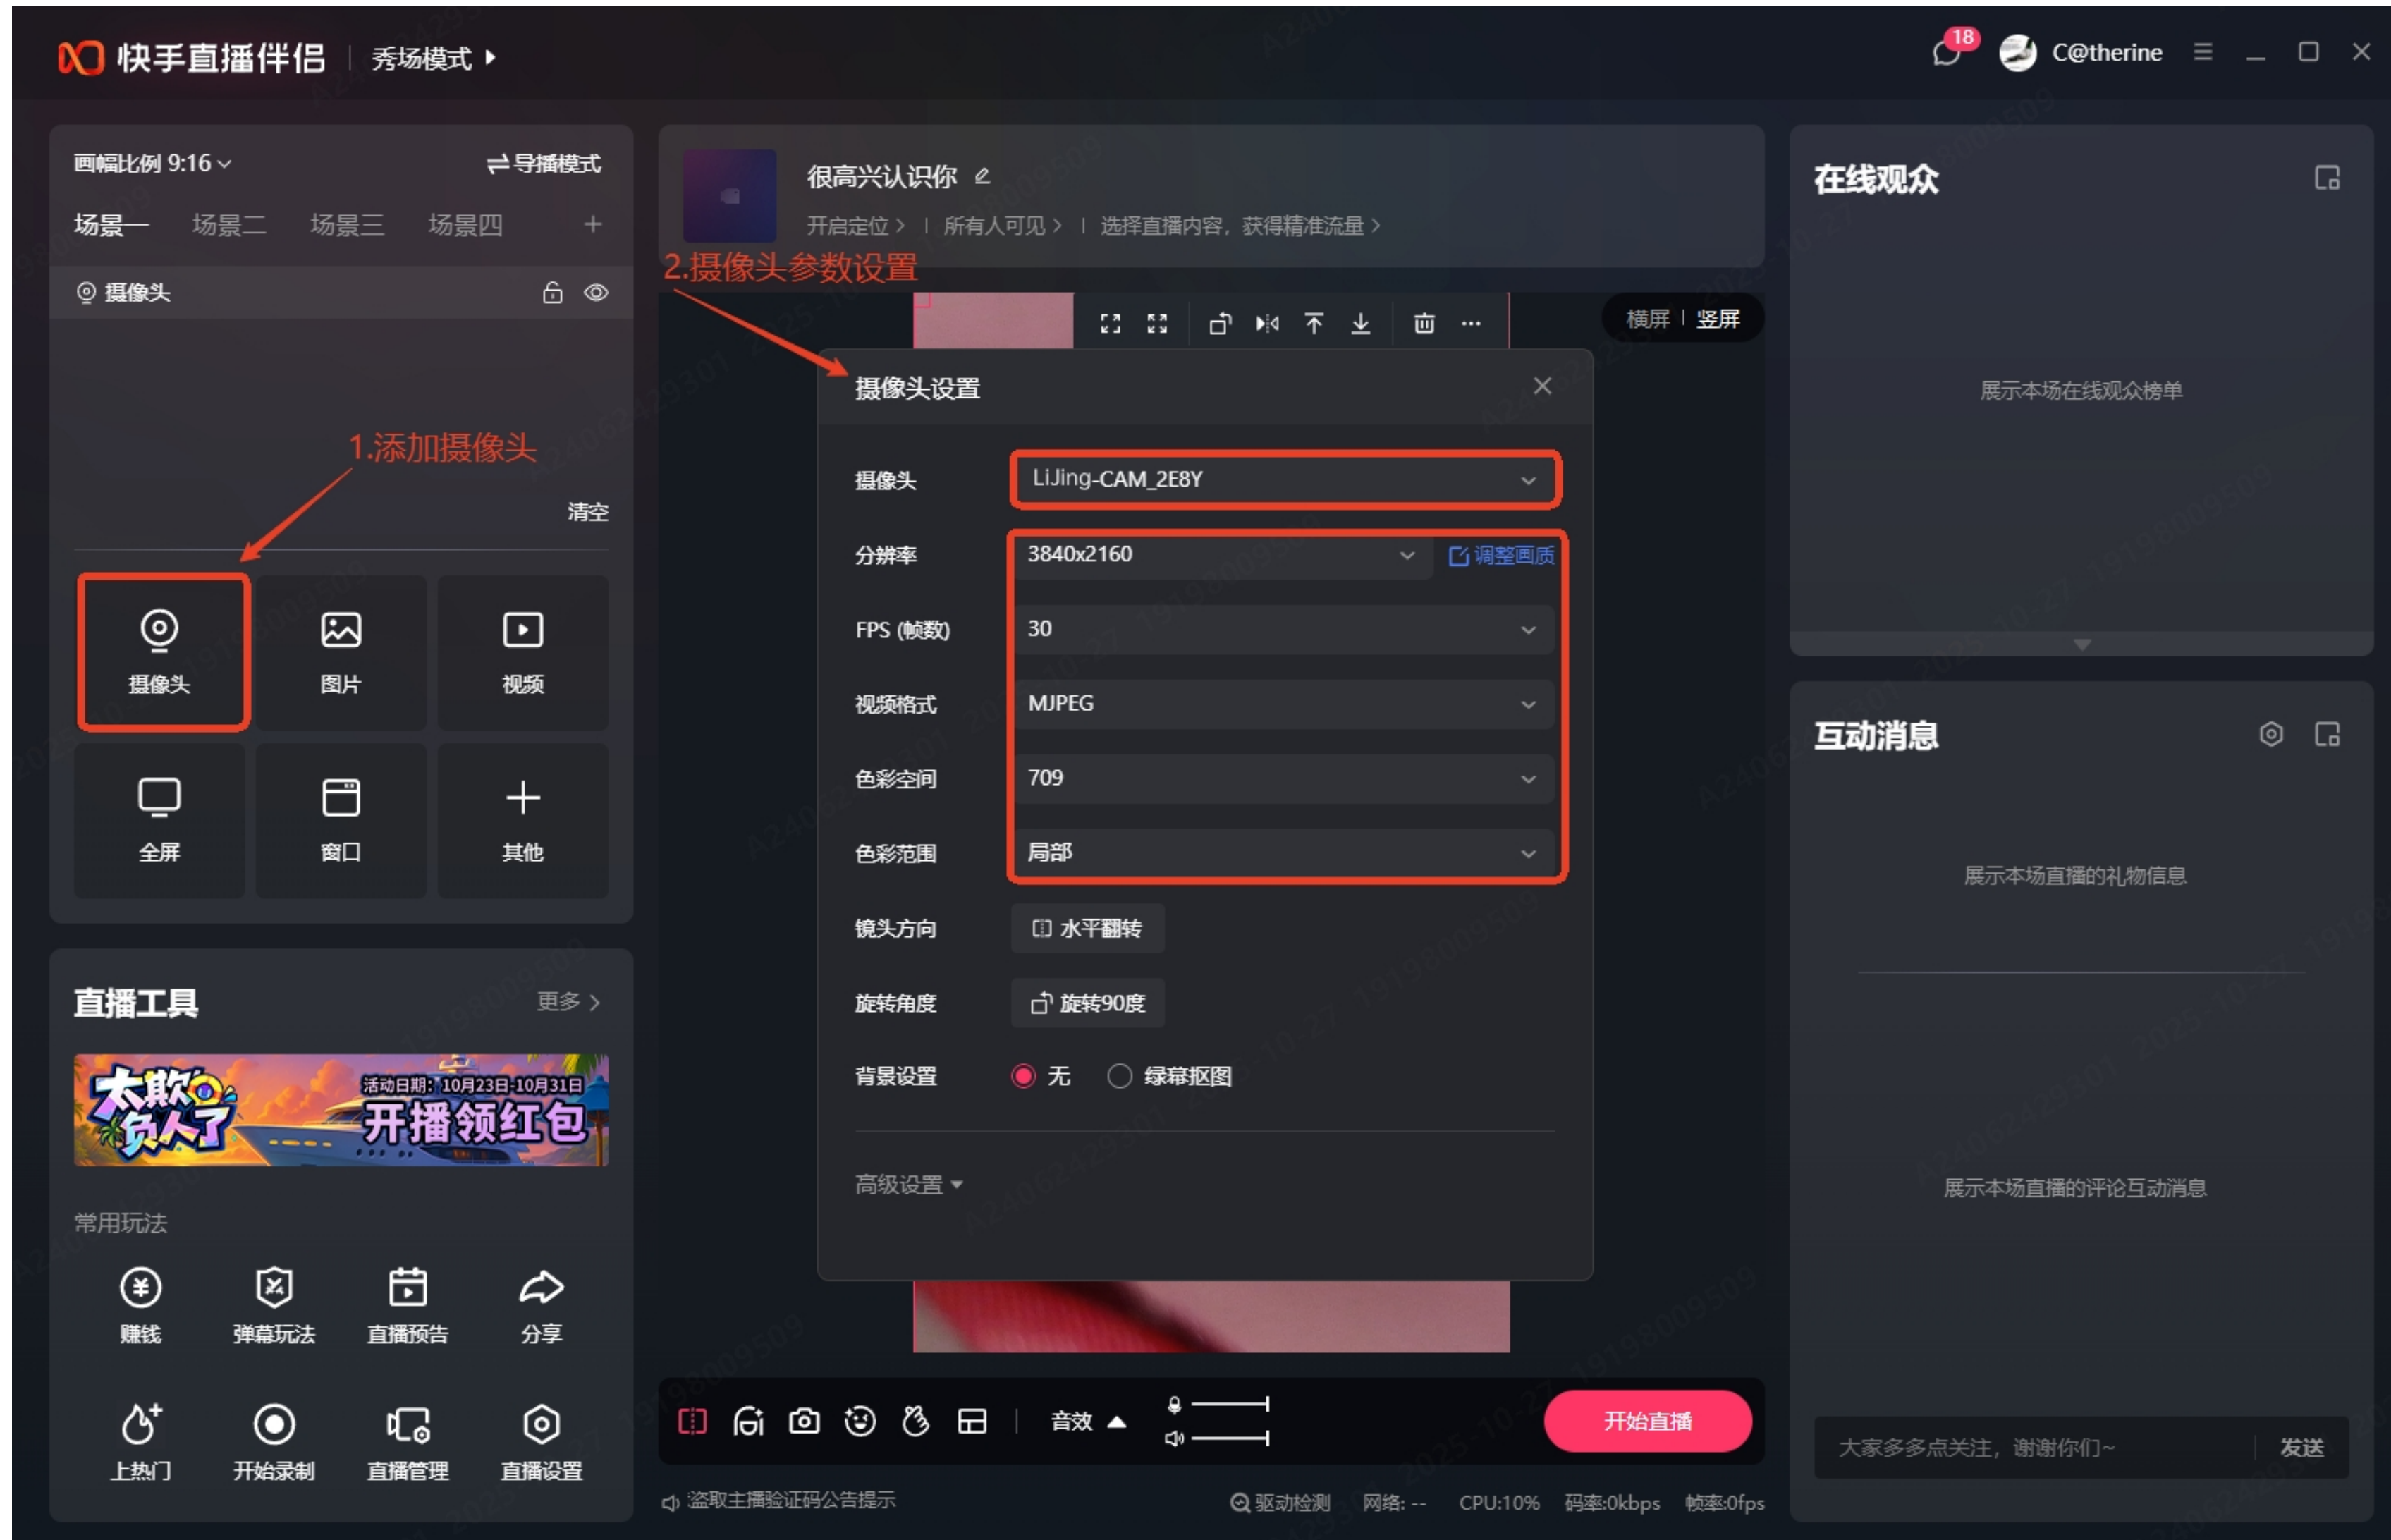 快手直播伴侣
秀场模式
18
C@therine
画幅比例 9:16
导播模式
场景一
场景二
场景三
场景四
摄像头
1.添加摄像头
清空
摄像头
图片
视频
全屏
窗口
其他
直播工具
更多
太欺负人了
活动日期：10月23日-10月31日
开播领红包
常用玩法
赚钱
弹幕玩法
直播预告
分享
上热门
开始录制
直播管理
直播设置
很高兴认识你
开启定位
所有人可见
选择直播内容，获得精准流量
2.摄像头参数设置
横屏
竖屏
摄像头设置
摄像头
LiJing-CAM_2E8Y
分辨率
3840x2160
调整画质
FPS (帧数)
30
视频格式
MJPEG
色彩空间
709
色彩范围
局部
镜头方向
水平翻转
旋转角度
旋转90度
背景设置
无
绿幕抠图
高级设置
音效
开始直播
盗取主播验证码公告提示
驱动检测
网络: --
CPU:10%
码率:0kbps
帧率:0fps
在线观众
展示本场在线观众榜单
互动消息
展示本场直播的礼物信息
展示本场直播的评论互动消息
大家多多点关注，谢谢你们~
发送